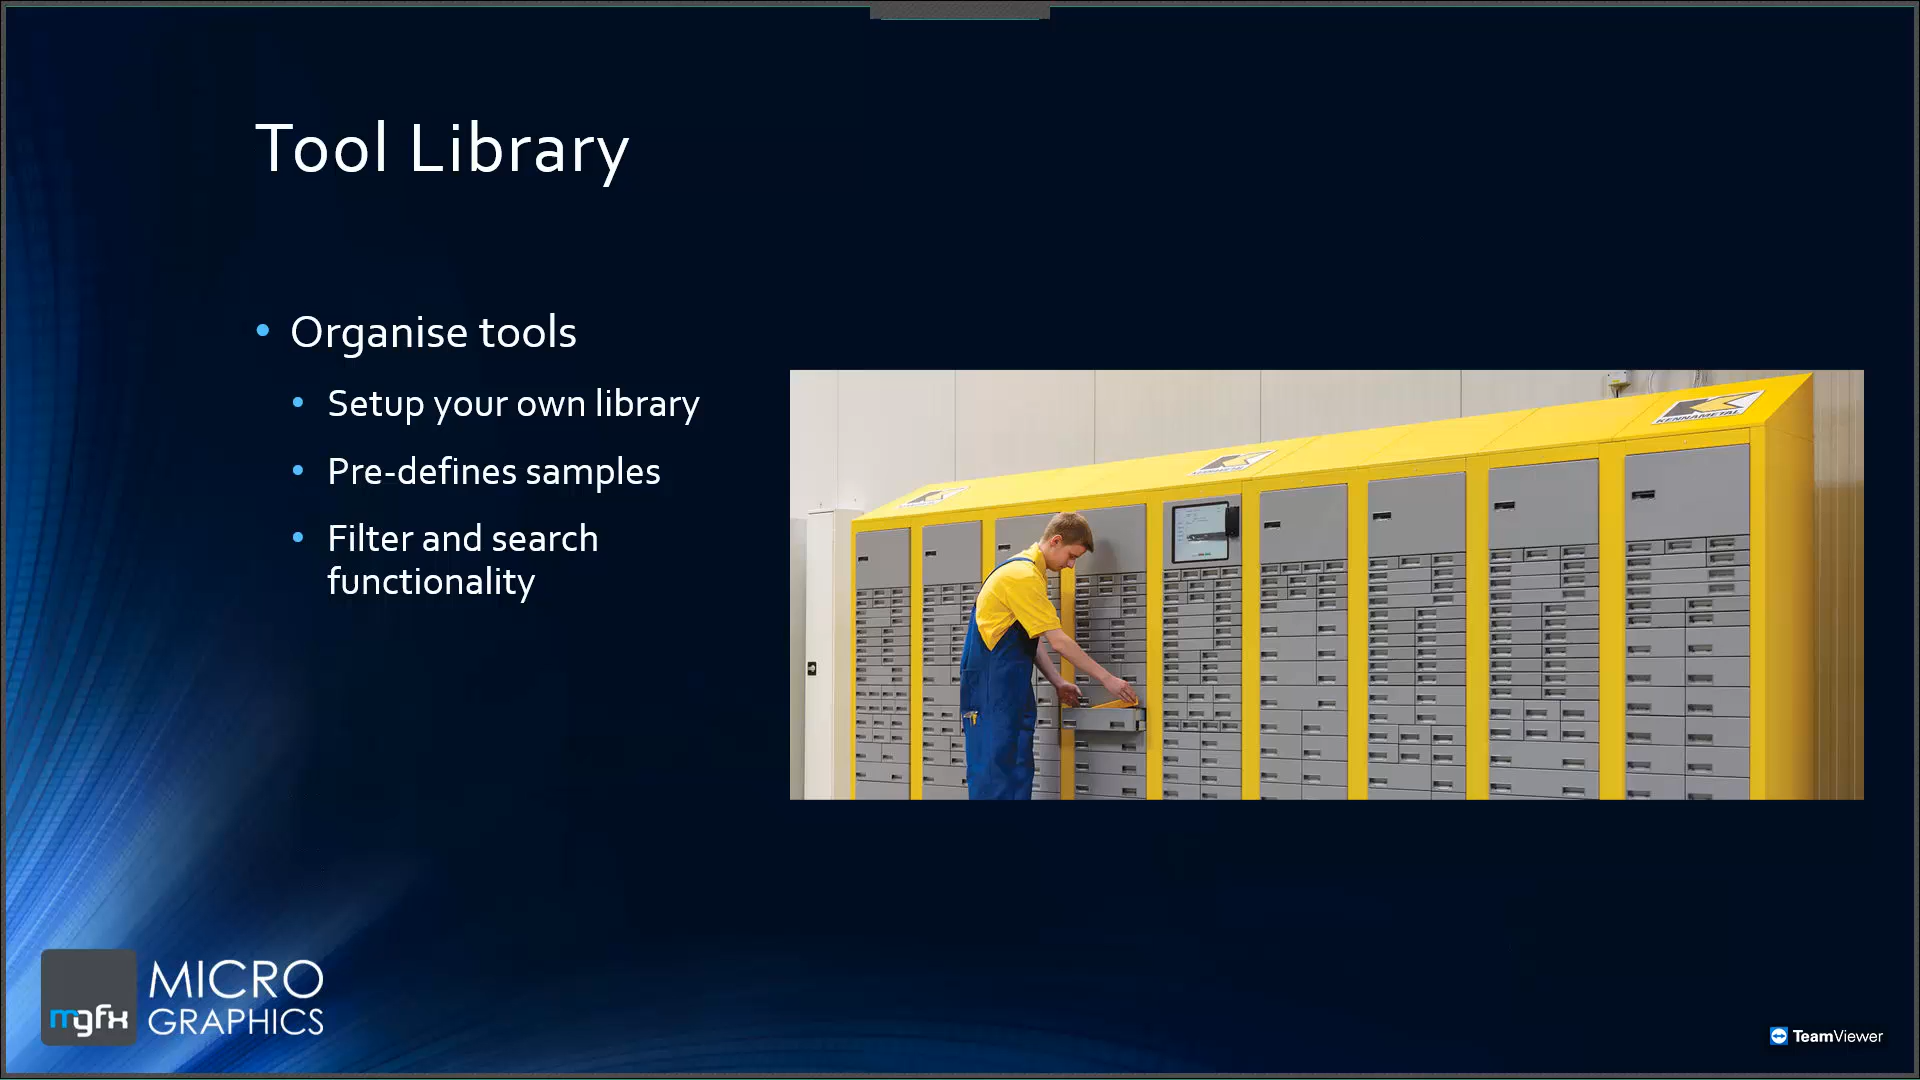 Tool Library
• Organise tools
• Setup your own library
• Pre-defines samples
• Filter and search
functionality
KENNAMETAL
mgfx
MICRO
GRAPHICS
TeamViewer